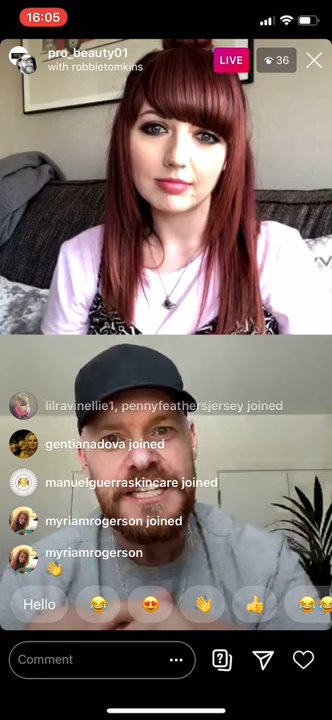 16:05
pro_beauty01
with robbietomkins
LIVE
36
lilravinellie1, pennyfeathersjersey joined
gentianadova joined
manuelguerraskincare joined
myriamrogerson joined
myriamrogerson
Hello
Comment